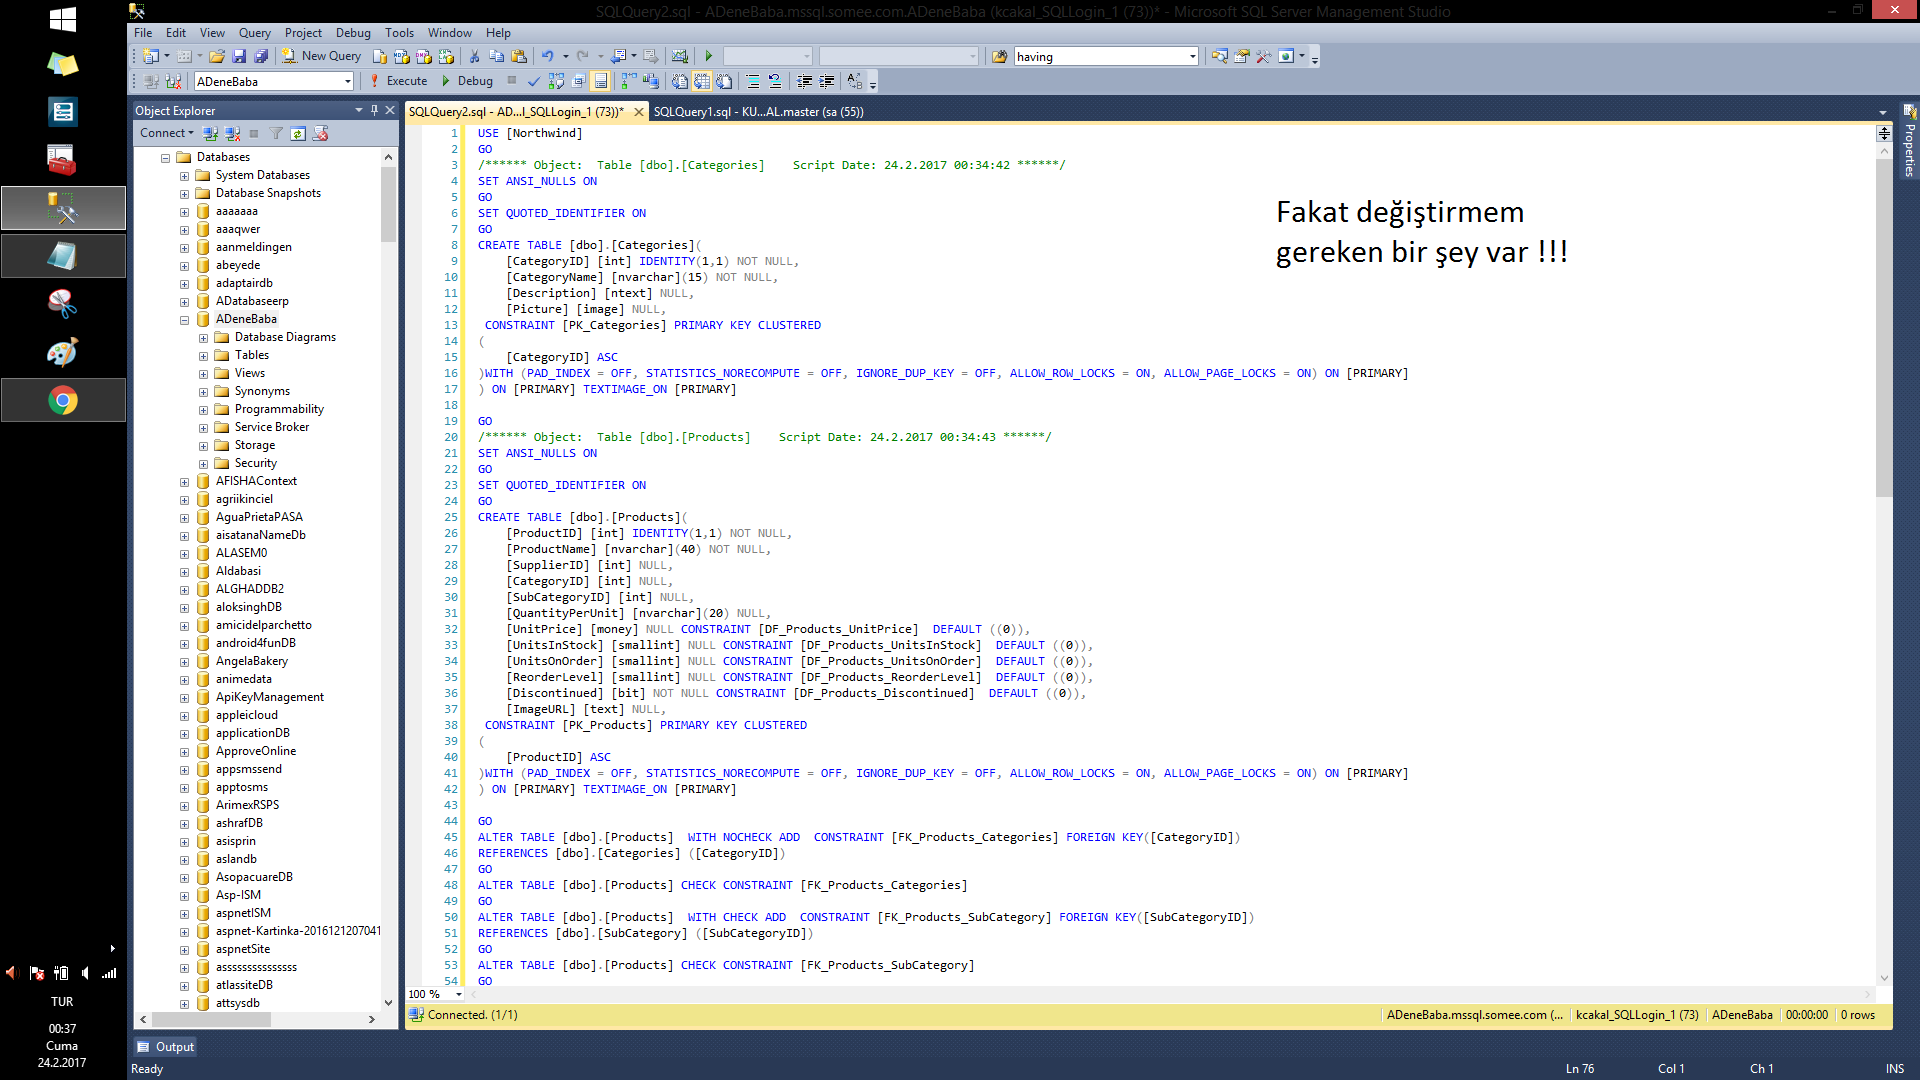 SQLQuery2.sql - ADeneBaba.mssql.somee.com.ADeneBaba (kcakal_SQLLogin_1 (73))* - Microsoft SQL Server Management Studio
File Edit View Query Project Debug Tools Window Help
New Query having
ADeneBaba Execute Debug
Object Explorer
Connect
Databases
System Databases
Database Snapshots
aaaaaaa
aaaqwer
aanmeldingen
abeyede
adaptairdb
ADatabaseerp
ADeneBaba
Database Diagrams
Tables
Views
Synonyms
Programmability
Service Broker
Storage
Security
AFISHAContext
agriikinciel
AguaPrietaPASA
aisatanaNameDb
ALASEM0
Aldabasi
ALGHADDB2
aloksinghDB
amicidelparchetto
android4funDB
AngelaBakery
animedata
ApiKeyManagement
appleicloud
applicationDB
ApproveOnline
appsmssend
apptosms
ArimexRSPS
ashrafDB
asisprin
aslandb
AsopacuareDB
Asp-ISM
aspnetISM
aspnet-Kartinka-2016121207041
aspnetSite
asssssssssssssss
atlassiteDB
attsysdb
SQLQuery2.sql - AD...l_SQLLogin_1 (73))* SQLQuery1.sql - KU...AL.master (sa (55))
1 USE [Northwind]
2 GO
3 /****** Object:  Table [dbo].[Categories]    Script Date: 24.2.2017 00:34:42 ******/
4 SET ANSI_NULLS ON
5 GO
6 SET QUOTED_IDENTIFIER ON
7 GO
8 CREATE TABLE [dbo].[Categories](
9 [CategoryID] [int] IDENTITY(1,1) NOT NULL,
10 [CategoryName] [nvarchar](15) NOT NULL,
11 [Description] [ntext] NULL,
12 [Picture] [image] NULL,
13 CONSTRAINT [PK_Categories] PRIMARY KEY CLUSTERED
14 (
15 [CategoryID] ASC
16 )WITH (PAD_INDEX = OFF, STATISTICS_NORECOMPUTE = OFF, IGNORE_DUP_KEY = OFF, ALLOW_ROW_LOCKS = ON, ALLOW_PAGE_LOCKS = ON) ON [PRIMARY]
17 ) ON [PRIMARY] TEXTIMAGE_ON [PRIMARY]
18
19 GO
20 /****** Object:  Table [dbo].[Products]    Script Date: 24.2.2017 00:34:43 ******/
21 SET ANSI_NULLS ON
22 GO
23 SET QUOTED_IDENTIFIER ON
24 GO
25 CREATE TABLE [dbo].[Products](
26 [ProductID] [int] IDENTITY(1,1) NOT NULL,
27 [ProductName] [nvarchar](40) NOT NULL,
28 [SupplierID] [int] NULL,
29 [CategoryID] [int] NULL,
30 [SubCategoryID] [int] NULL,
31 [QuantityPerUnit] [nvarchar](20) NULL,
32 [UnitPrice] [money] NULL CONSTRAINT [DF_Products_UnitPrice]  DEFAULT ((0)),
33 [UnitsInStock] [smallint] NULL CONSTRAINT [DF_Products_UnitsInStock]  DEFAULT ((0)),
34 [UnitsOnOrder] [smallint] NULL CONSTRAINT [DF_Products_UnitsOnOrder]  DEFAULT ((0)),
35 [ReorderLevel] [smallint] NULL CONSTRAINT [DF_Products_ReorderLevel]  DEFAULT ((0)),
36 [Discontinued] [bit] NOT NULL CONSTRAINT [DF_Products_Discontinued]  DEFAULT ((0)),
37 [ImageURL] [text] NULL,
38 CONSTRAINT [PK_Products] PRIMARY KEY CLUSTERED
39 (
40 [ProductID] ASC
41 )WITH (PAD_INDEX = OFF, STATISTICS_NORECOMPUTE = OFF, IGNORE_DUP_KEY = OFF, ALLOW_ROW_LOCKS = ON, ALLOW_PAGE_LOCKS = ON) ON [PRIMARY]
42 ) ON [PRIMARY] TEXTIMAGE_ON [PRIMARY]
43
44 GO
45 ALTER TABLE [dbo].[Products]  WITH NOCHECK ADD  CONSTRAINT [FK_Products_Categories] FOREIGN KEY([CategoryID])
46 REFERENCES [dbo].[Categories] ([CategoryID])
47 GO
48 ALTER TABLE [dbo].[Products] CHECK CONSTRAINT [FK_Products_Categories]
49 GO
50 ALTER TABLE [dbo].[Products]  WITH CHECK ADD  CONSTRAINT [FK_Products_SubCategory] FOREIGN KEY([SubCategoryID])
51 REFERENCES [dbo].[SubCategory] ([SubCategoryID])
52 GO
53 ALTER TABLE [dbo].[Products] CHECK CONSTRAINT [FK_Products_SubCategory]
54 GO
Fakat değiştirmem
gereken bir şey var !!!
Properties
100 %
Connected. (1/1) ADeneBaba.mssql.somee.com (... kcakal_SQLLogin_1 (73) ADeneBaba 00:00:00 0 rows
Output
Ready Ln 76 Col 1 Ch 1 INS
TUR
00:37
Cuma
24.2.2017